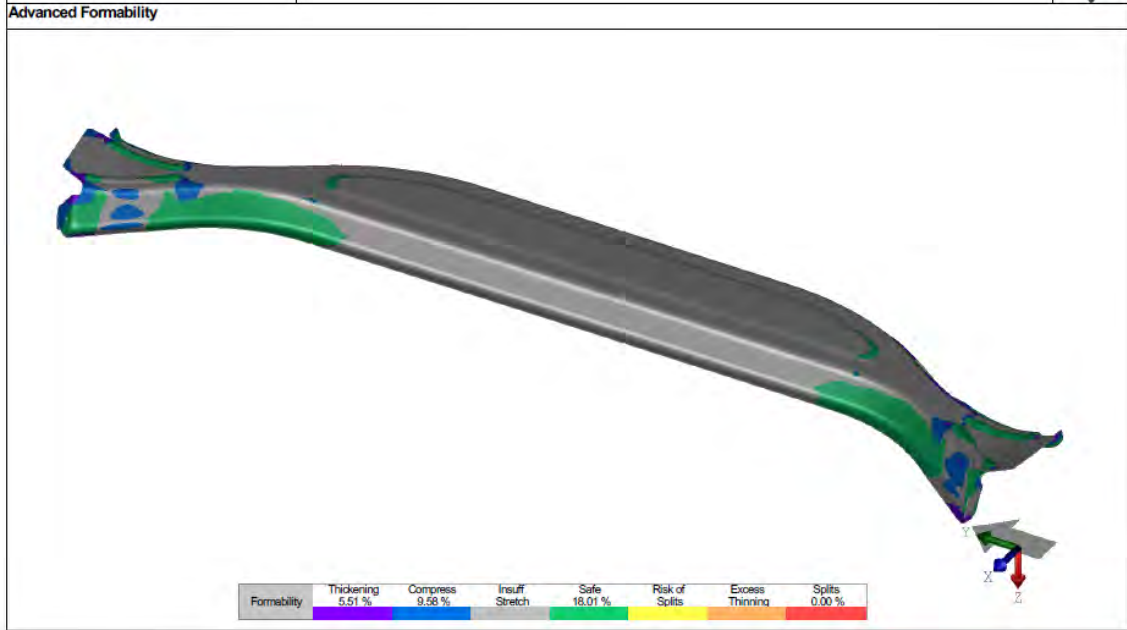 Advanced Formability
Y
X
Z
Formability
Thickening
5.51 %
Compress
9.58 %
Insuff
Stretch
Safe
18.01 %
Risk of
Splits
Excess
Thinning
Splits
0.00 %